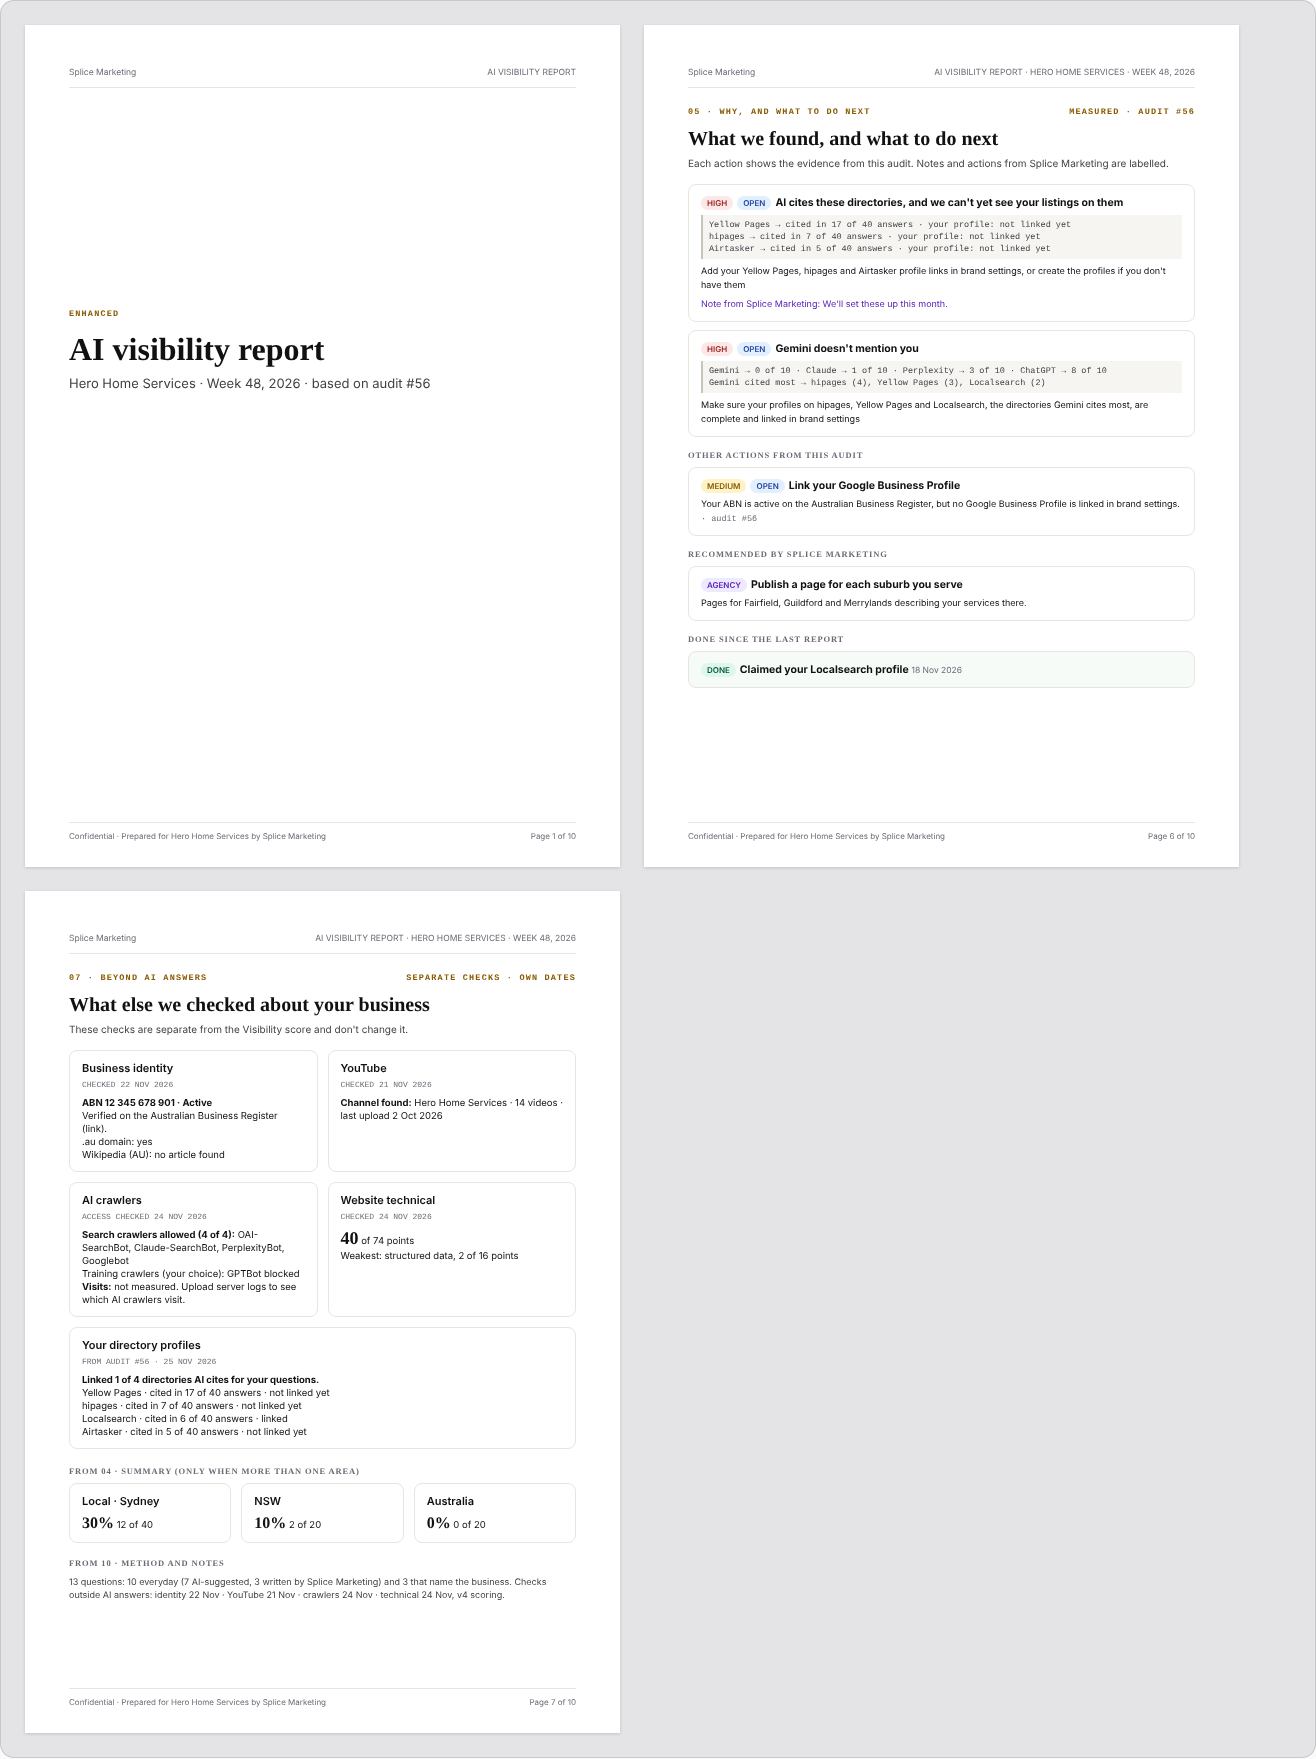 Splice Marketing
AI VISIBILITY REPORT
ENHANCED
AI visibility report
Hero Home Services · Week 48, 2026 · based on audit #56
Confidential · Prepared for Hero Home Services by Splice Marketing
Page 1 of 10
Splice Marketing
AI VISIBILITY REPORT · HERO HOME SERVICES · WEEK 48, 2026
05 · WHY, AND WHAT TO DO NEXT
MEASURED · AUDIT #56
What we found, and what to do next
Each action shows the evidence from this audit. Notes and actions from Splice Marketing are labelled.
HIGH OPEN AI cites these directories, and we can't yet see your listings on them
Yellow Pages → cited in 17 of 40 answers · your profile: not linked yet
hipages → cited in 7 of 40 answers · your profile: not linked yet
Airtasker → cited in 5 of 40 answers · your profile: not linked yet
Add your Yellow Pages, hipages and Airtasker profile links in brand settings, or create the profiles if you don't
have them
Note from Splice Marketing: We'll set these up this month.
HIGH OPEN Gemini doesn't mention you
Gemini → 0 of 10 · Claude → 1 of 10 · Perplexity → 3 of 10 · ChatGPT → 8 of 10
Gemini cited most → hipages (4), Yellow Pages (3), Localsearch (2)
Make sure your profiles on hipages, Yellow Pages and Localsearch, the directories Gemini cites most, are
complete and linked in brand settings
OTHER ACTIONS FROM THIS AUDIT
MEDIUM OPEN Link your Google Business Profile
Your ABN is active on the Australian Business Register, but no Google Business Profile is linked in brand settings.
· audit #56
RECOMMENDED BY SPLICE MARKETING
AGENCY Publish a page for each suburb you serve
Pages for Fairfield, Guildford and Merrylands describing your services there.
DONE SINCE THE LAST REPORT
DONE Claimed your Localsearch profile 18 Nov 2026
Confidential · Prepared for Hero Home Services by Splice Marketing
Page 6 of 10
Splice Marketing
AI VISIBILITY REPORT · HERO HOME SERVICES · WEEK 48, 2026
07 · BEYOND AI ANSWERS
SEPARATE CHECKS · OWN DATES
What else we checked about your business
These checks are separate from the Visibility score and don't change it.
Business identity
CHECKED 22 NOV 2026
ABN 12 345 678 901 · Active
Verified on the Australian Business Register
(link).
.au domain: yes
Wikipedia (AU): no article found
YouTube
CHECKED 21 NOV 2026
Channel found: Hero Home Services · 14 videos ·
last upload 2 Oct 2026
AI crawlers
ACCESS CHECKED 24 NOV 2026
Search crawlers allowed (4 of 4): OAI-
SearchBot, Claude-SearchBot, PerplexityBot,
Googlebot
Training crawlers (your choice): GPTBot blocked
Visits: not measured. Upload server logs to see
which AI crawlers visit.
Website technical
CHECKED 24 NOV 2026
40 of 74 points
Weakest: structured data, 2 of 16 points
Your directory profiles
FROM AUDIT #56 · 25 NOV 2026
Linked 1 of 4 directories AI cites for your questions.
Yellow Pages · cited in 17 of 40 answers · not linked yet
hipages · cited in 7 of 40 answers · not linked yet
Localsearch · cited in 6 of 40 answers · linked
Airtasker · cited in 5 of 40 answers · not linked yet
FROM 04 · SUMMARY (ONLY WHEN MORE THAN ONE AREA)
Local · Sydney
30% 12 of 40
NSW
10% 2 of 20
Australia
0% 0 of 20
FROM 10 · METHOD AND NOTES
13 questions: 10 everyday (7 AI-suggested, 3 written by Splice Marketing) and 3 that name the business. Checks
outside AI answers: identity 22 Nov · YouTube 21 Nov · crawlers 24 Nov · technical 24 Nov, v4 scoring.
Confidential · Prepared for Hero Home Services by Splice Marketing
Page 7 of 10